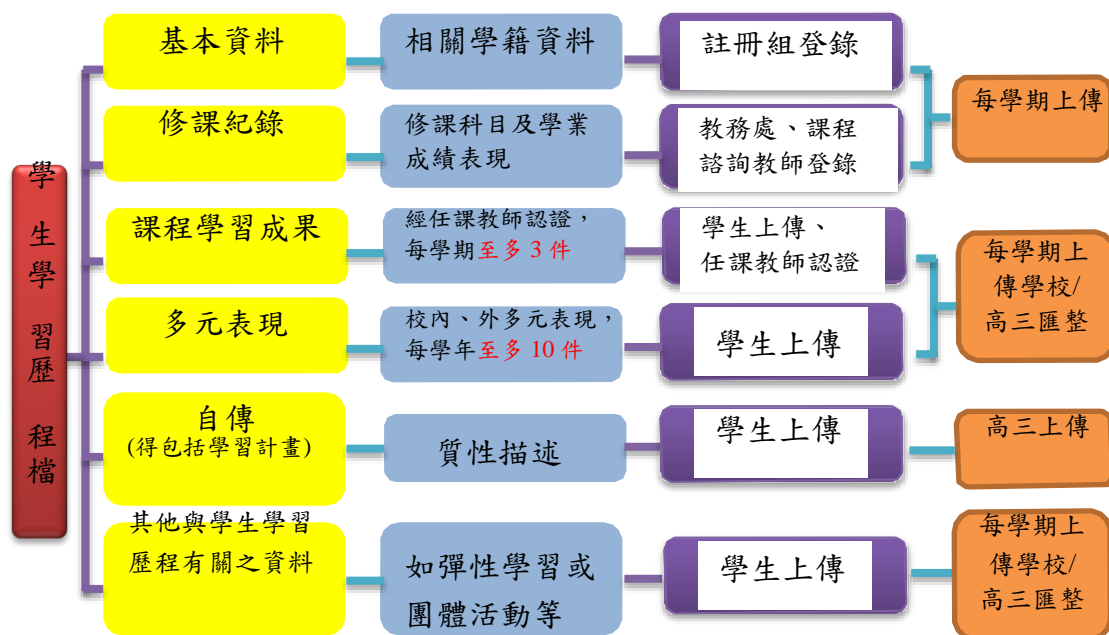 學
生學
習歷
程
檔
基本資料
相關學籍資料
註冊組登錄
每學期上傳
修課紀錄
修課科目及學業
成績表現
教務處、課程
諮詢教師登錄
課程學習成果
經任課教師認證，
每學期至多 3 件
學生上傳、
任課教師認證
每學期上
傳學校/
高三匯整
多元表現
校內、外多元表現，
每學年至多 10 件
學生上傳
自傳
(得包括學習計畫)
質性描述
學生上傳
高三上傳
其他與學生學習
歷程有關之資料
如彈性學習或
團體活動等
學生上傳
每學期上
傳學校/
高三匯整